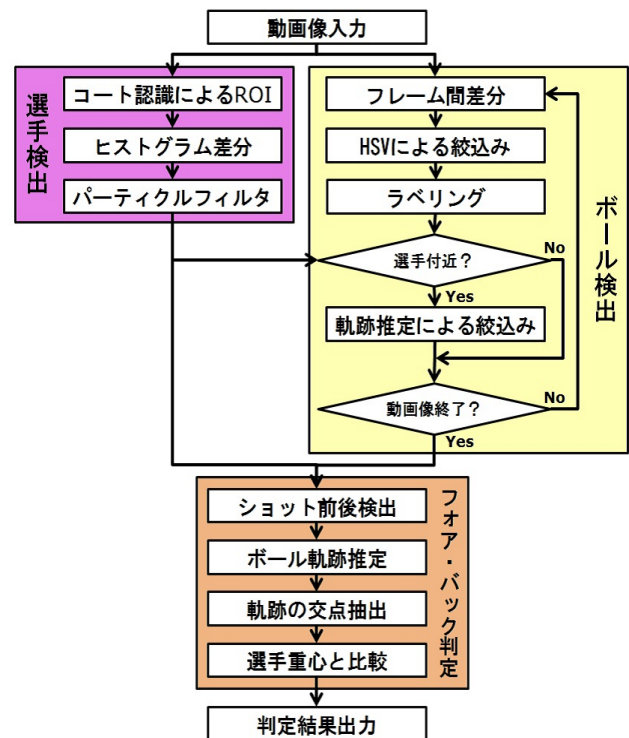 動画像入力
選手検出
コート認識によるROI
ヒストグラム差分
パーティクルフィルタ
ボール検出
フレーム間差分
HSVによる絞込み
ラベリング
選手付近？
No
Yes
軌跡推定による絞込み
動画像終了？
No
Yes
フォア・バック判定
ショット前後検出
ボール軌跡推定
軌跡の交点抽出
選手重心と比較
判定結果出力